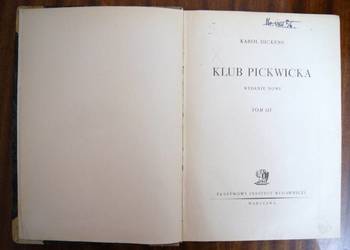 KAROL DICKENS
KLUB PICKWICKA
WYDANIE NOWE
TOM III
PAŃSTWOWY INSTYTUT WYDAWNICZY
WARSZAWA